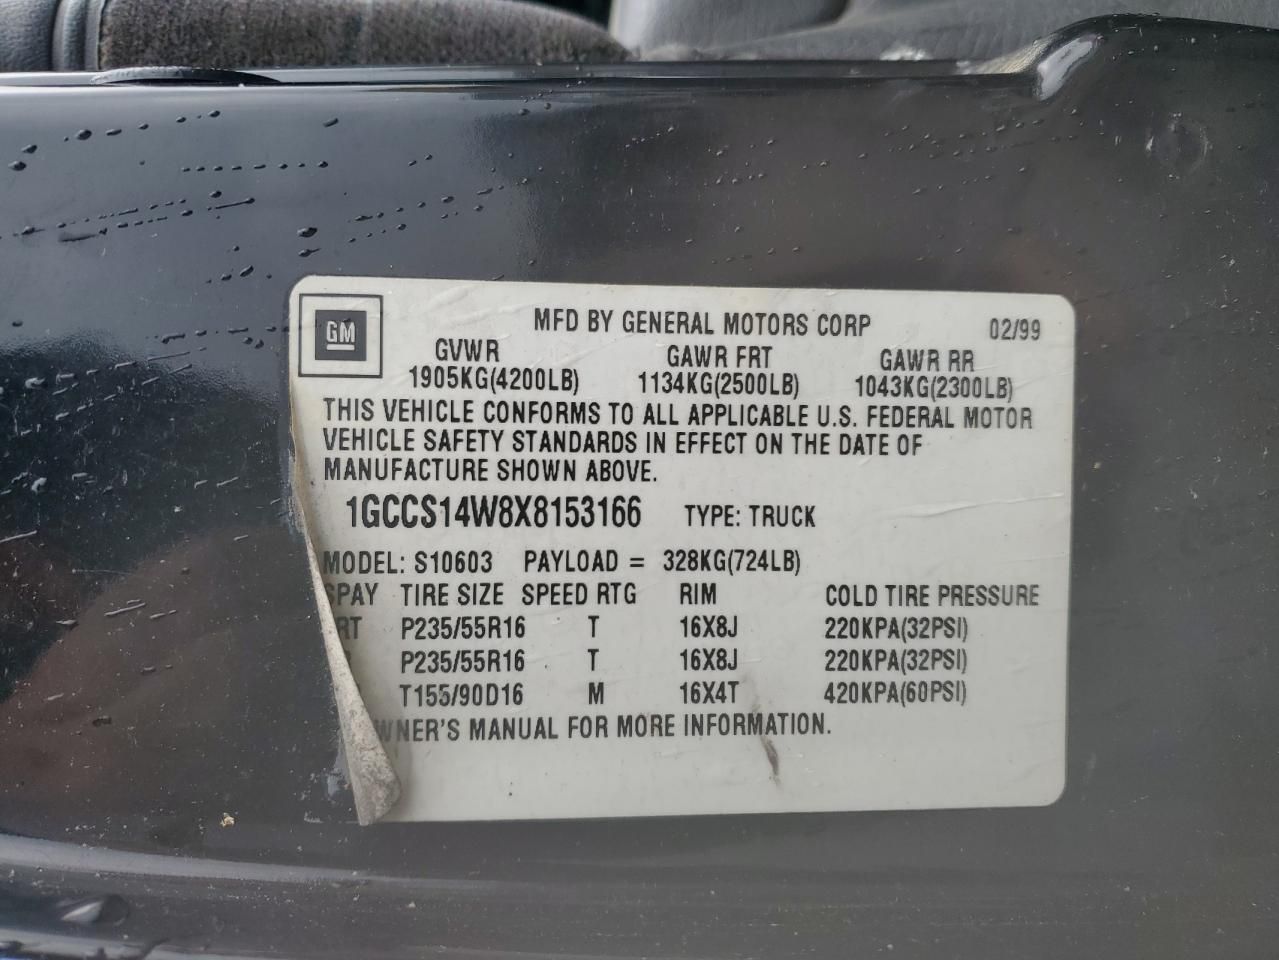 GM
MFD BY GENERAL MOTORS CORP 02/99
GVWR GAWR FRT GAWR RR
1905KG(4200LB) 1134KG(2500LB) 1043KG(2300LB)
THIS VEHICLE CONFORMS TO ALL APPLICABLE U.S. FEDERAL MOTOR
VEHICLE SAFETY STANDARDS IN EFFECT ON THE DATE OF
MANUFACTURE SHOWN ABOVE.
1GCCS14W8X8153166 TYPE: TRUCK
MODEL: S10603 PAYLOAD = 328KG(724LB)
SPAY TIRE SIZE SPEED RTG RIM COLD TIRE PRESSURE
RT P235/55R16 T 16X8J 220KPA(32PSI)
P235/55R16 T 16X8J 220KPA(32PSI)
T155/90D16 M 16X4T 420KPA(60PSI)
WNER'S MANUAL FOR MORE INFORMATION.